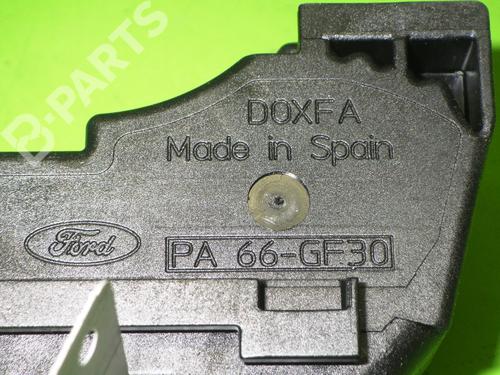 B-PARTS
DOXFA
Made in Spain
Ford
PA 66-GF30